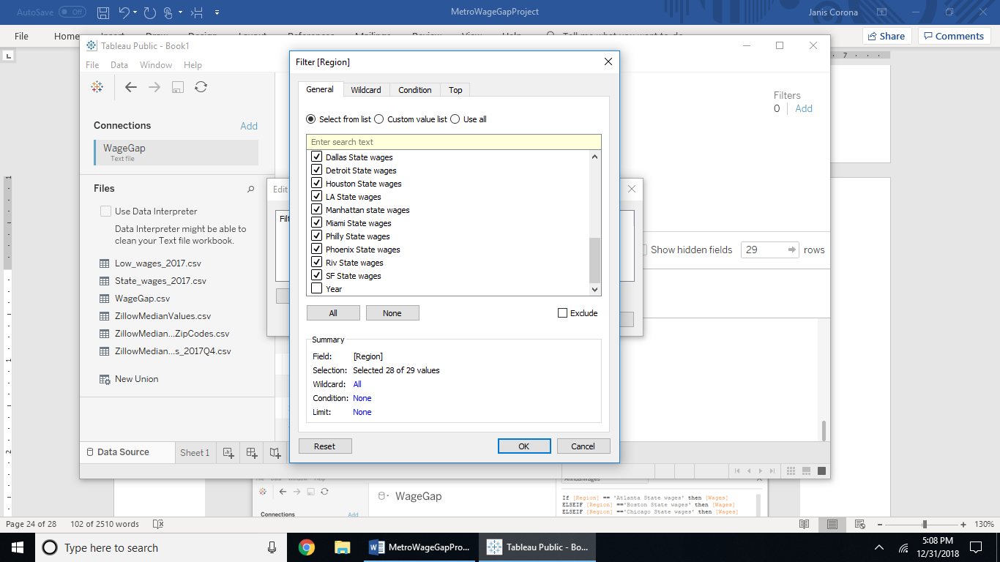 AutoSave Off
MetroWageGapProject
Janis Corona
File Home Insert Draw Design Layout References Mailings Review View Help Tell me what you want to do
Share Comments
7
Tableau Public - Book1
File Data Window Help
Connections Add
WageGap
Text file
Files
Use Data Interpreter
Data Interpreter might be able to
clean your Text file workbook.
Low_wages_2017.csv
State_wages_2017.csv
WageGap.csv
ZillowMedianValues.csv
ZillowMedian...ZipCodes.csv
ZillowMedian...s_2017Q4.csv
New Union
Data Source
Sheet 1
Filters
0 Add
Show hidden fields 29 rows
Edit
Filt
Filter [Region]
General Wildcard Condition Top
Select from list Custom value list Use all
Enter search text
Dallas State wages
Detroit State wages
Houston State wages
LA State wages
Manhattan state wages
Miami State wages
Philly State wages
Phoenix State wages
Riv State wages
SF State wages
Year
All None Exclude
Summary
Field: [Region]
Selection: Selected 28 of 29 values
Wildcard: All
Condition: None
Limit: None
Reset OK Cancel
1
1
2
File Data Window Help
WageGap
Connections Add
AnnualWages
If [Region] == 'Atlanta State wages' then [Wages]
ELSEIF [Region] =='Boston State wages' then [Wages]
ELSEIF [Region] =='Chicago State wages' then [Wages]
Page 24 of 28 102 of 2510 words
130%
Type here to search
MetroWageGapPro...
Tableau Public - Bo...
5:08 PM
12/31/2018